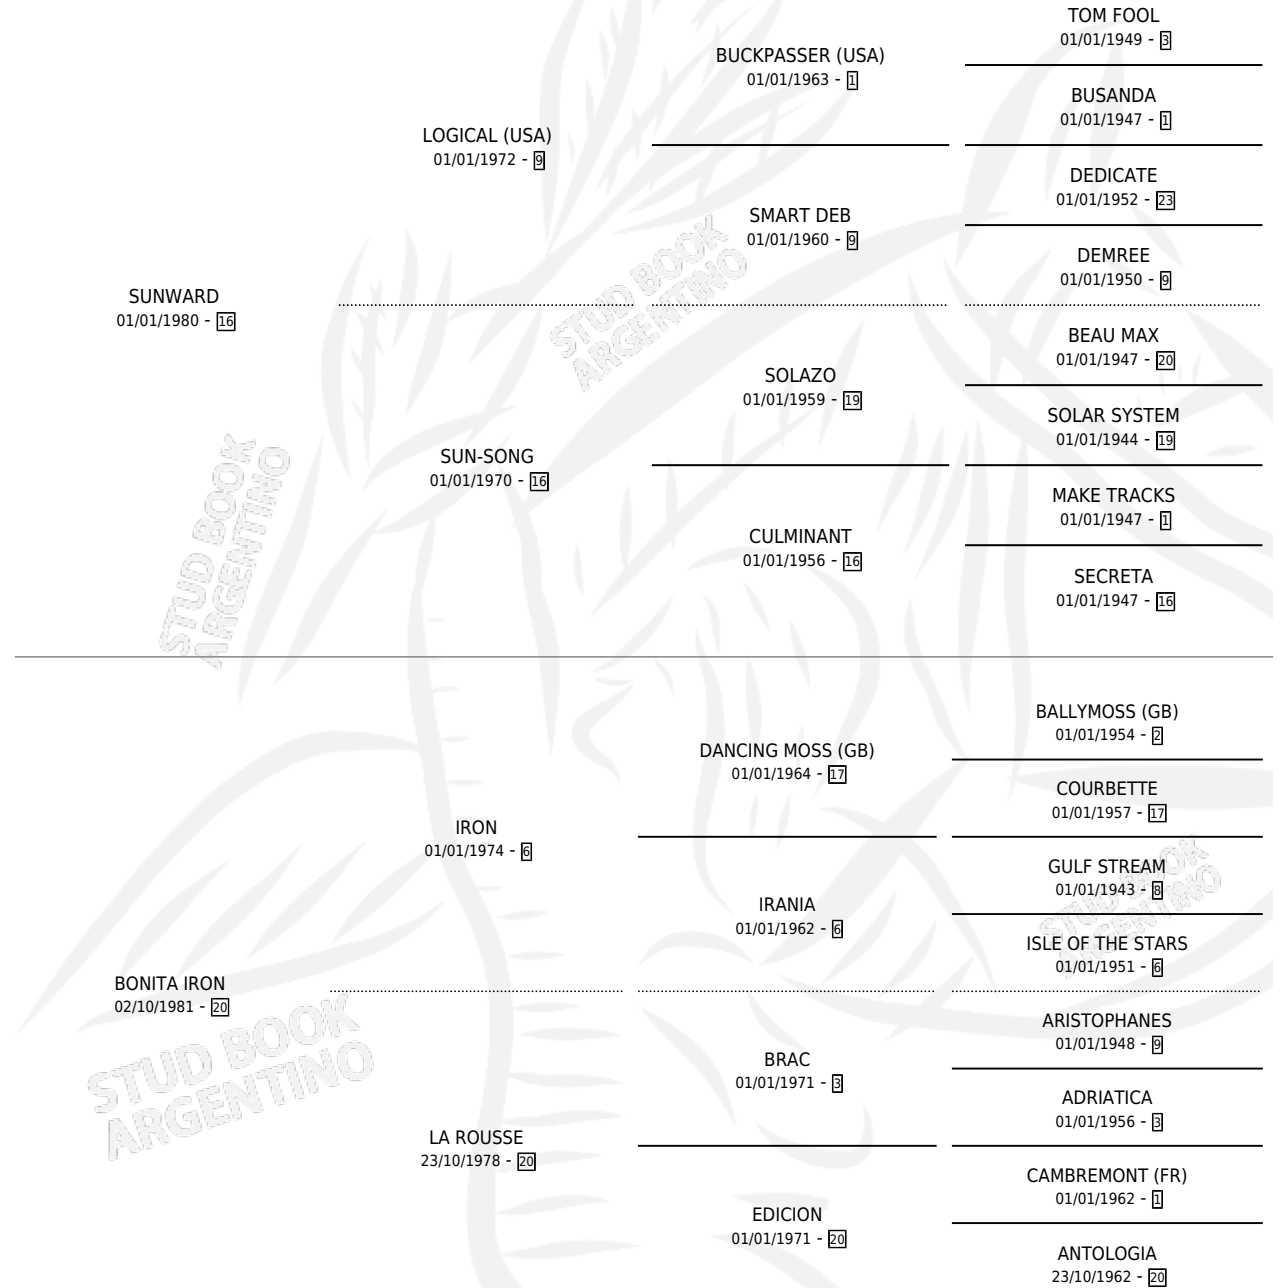 TOM FOOL
01/01/1949 - 3
BUCKPASSER (USA)
01/01/1963 - 1
BUSANDA
01/01/1947 - 1
LOGICAL (USA)
01/01/1972 - 9
DEDICATE
01/01/1952 - 23
SMART DEB
01/01/1960 - 9
DEMREE
01/01/1950 - 9
SUNWARD
01/01/1980 - 16
STUD BOOK
ARGENTINO
BEAU MAX
01/01/1947 - 20
SOLAZO
01/01/1959 - 19
SOLAR SYSTEM
01/01/1944 - 19
SUN-SONG
01/01/1970 - 16
MAKE TRACKS
01/01/1947 - 1
CULMINANT
01/01/1956 - 16
SECRETA
01/01/1947 - 16
STUD BOOK
ARGENTINO
BALLYMOSS (GB)
01/01/1954 - 2
DANCING MOSS (GB)
01/01/1964 - 17
COURBETTE
01/01/1957 - 17
IRON
01/01/1974 - 6
GULF STREAM
01/01/1943 - 8
IRANIA
01/01/1962 - 6
ISLE OF THE STARS
01/01/1951 - 6
STUD BOOK
ARGENTINO
BONITA IRON
02/10/1981 - 20
ARISTOPHANES
01/01/1948 - 9
BRAC
01/01/1971 - 3
ADRIATICA
01/01/1956 - 3
STUD BOOK
ARGENTINO
LA ROUSSE
23/10/1978 - 20
CAMBREMONT (FR)
01/01/1962 - 1
EDICION
01/01/1971 - 20
ANTOLOGIA
23/10/1962 - 20